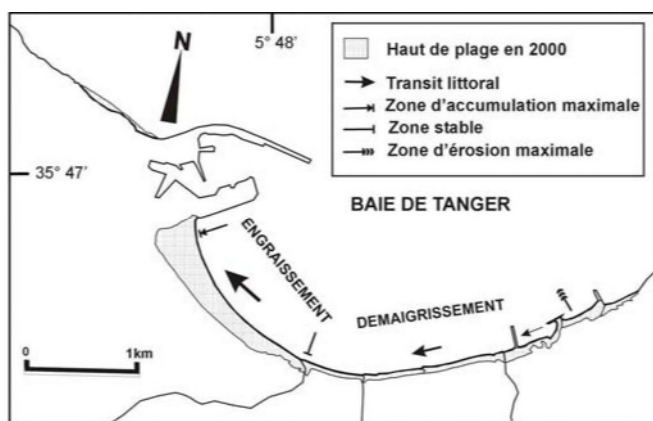 5° 48'
N
Haut de plage en 2000
Transit littoral
Zone d'accumulation maximale
Zone stable
Zone d'érosion maximale
35° 47'
BAIE DE TANGER
ENGRAISSEMENT
DEMAIGRISSEMENT
0 1km